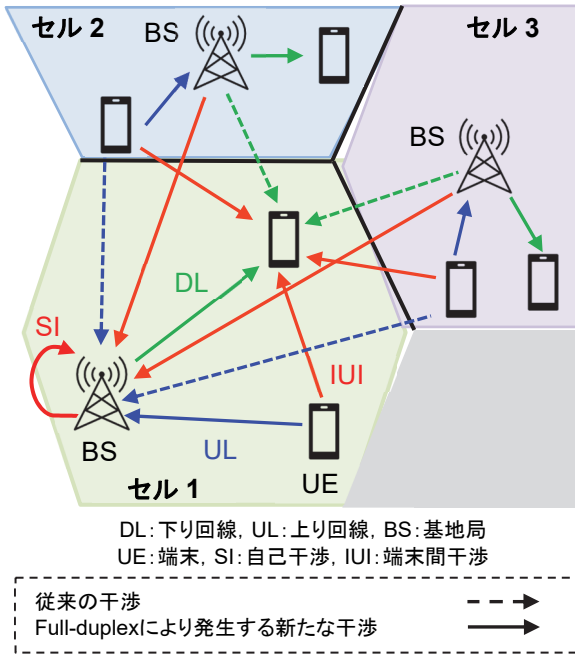 セル 2
BS
セル 3
BS
DL
SI
IUI
BS
UL
UE
セル 1
DL：下り回線，UL：上り回線，BS：基地局
UE：端末，SI：自己干渉，IUI：端末間干渉
従来の干渉
Full-duplexにより発生する新たな干渉